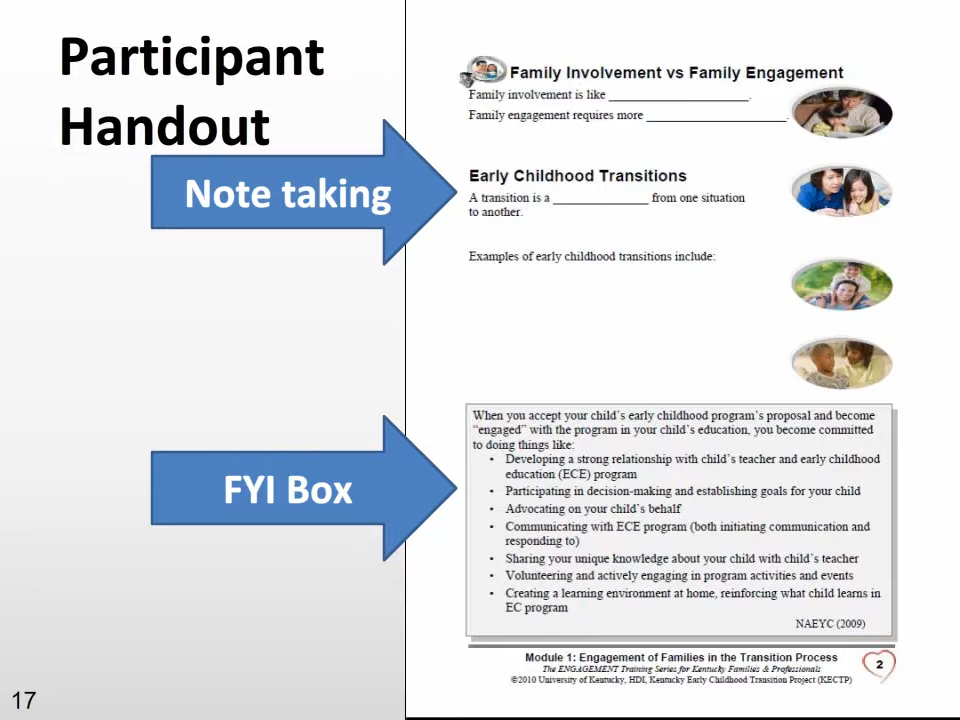 Participant
Handout
Note taking
FYI Box
17
Family Involvement vs Family Engagement
Family involvement is like ______________________.
Family engagement requires more ______________________.
Early Childhood Transitions
A transition is a _______________ from one situation
to another.
Examples of early childhood transitions include:
When you accept your child’s early childhood program’s proposal and become
“engaged” with the program in your child’s education, you become committed
to doing things like:
• Developing a strong relationship with child’s teacher and early childhood
education (ECE) program
• Participating in decision-making and establishing goals for your child
• Advocating on your child’s behalf
• Communicating with ECE program (both initiating communication and
responding to)
• Sharing your unique knowledge about your child with child’s teacher
• Volunteering and actively engaging in program activities and events
• Creating a learning environment at home, reinforcing what child learns in
EC program
NAEYC (2009)
Module 1: Engagement of Families in the Transition Process
The ENGAGEMENT Training Series for Kentucky Families & Professionals
©2010 University of Kentucky, HDI, Kentucky Early Childhood Transition Project (KECTP)
2